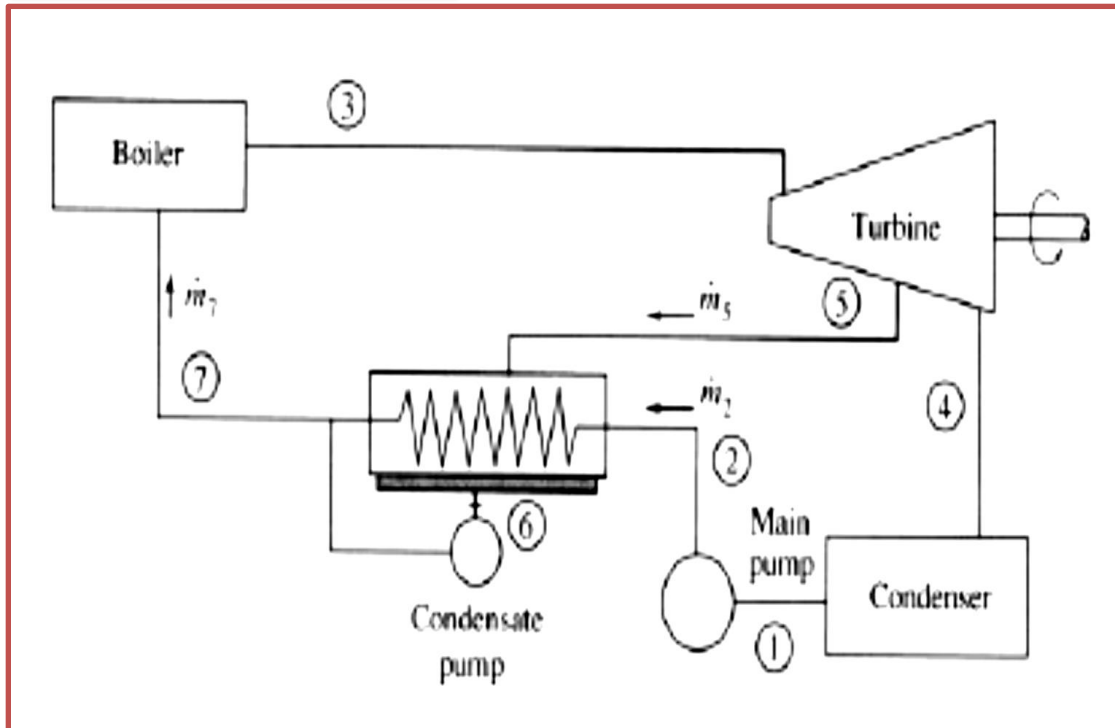 ③
Boiler
Turbine
ṁ₇
⑤
ṁ₅
⑦
ṁ₂
④
②
⑥
Main
pump
Condensate
pump
①
Condenser